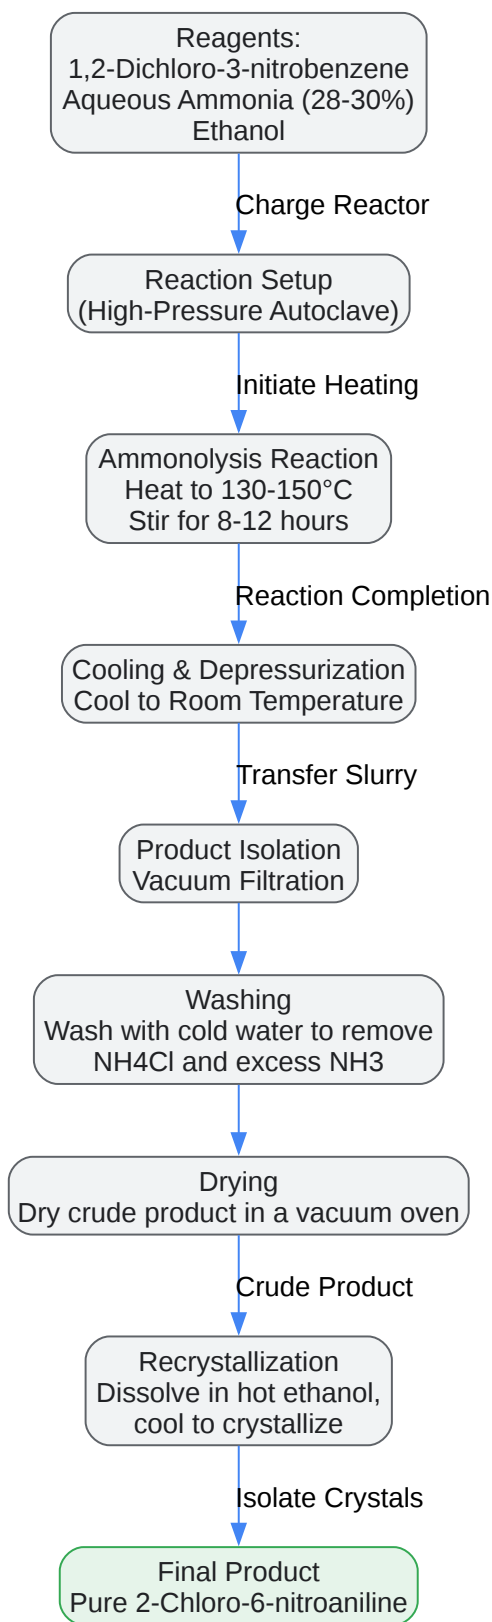 Reagents:
1,2-Dichloro-3-nitrobenzene
Aqueous Ammonia (28-30%)
Ethanol
Charge Reactor
Reaction Setup
(High-Pressure Autoclave)
Initiate Heating
Ammonolysis Reaction
Heat to 130-150°C
Stir for 8-12 hours
Reaction Completion
Cooling & Depressurization
Cool to Room Temperature
Transfer Slurry
Product Isolation
Vacuum Filtration
Washing
Wash with cold water to remove
NH4Cl and excess NH3
Drying
Dry crude product in a vacuum oven
Crude Product
Recrystallization
Dissolve in hot ethanol,
cool to crystallize
Isolate Crystals
Final Product
Pure 2-Chloro-6-nitroaniline